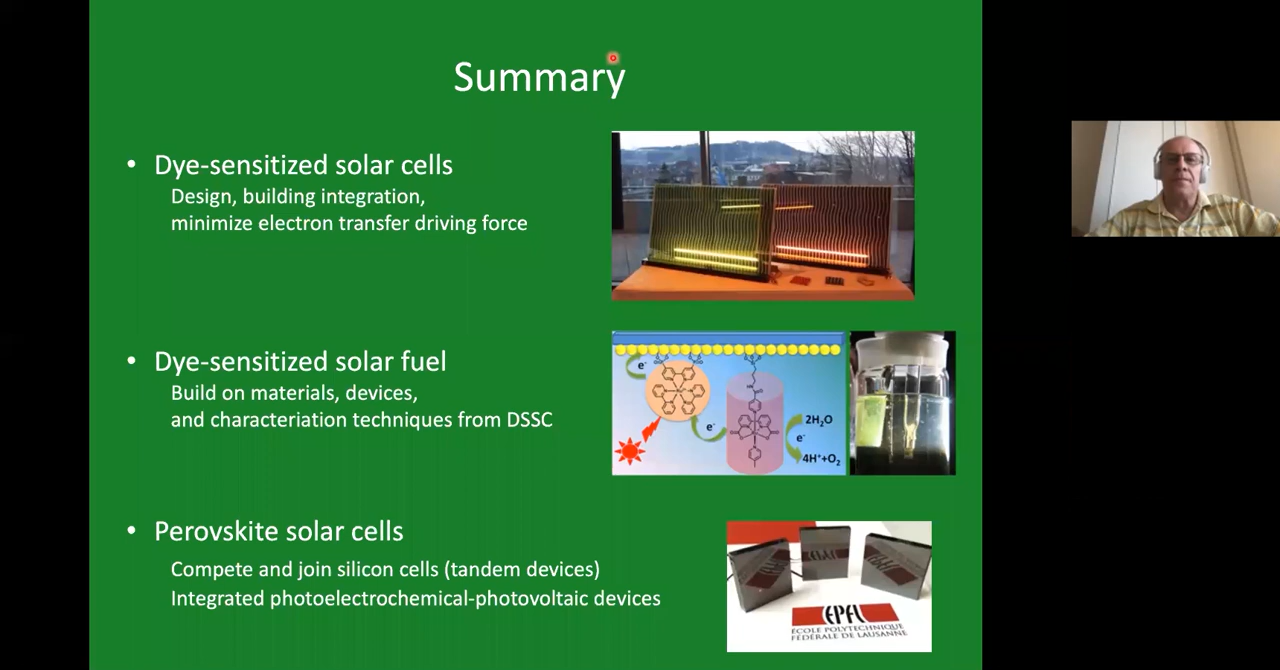 Summary
• Dye-sensitized solar cells
Design, building integration,
minimize electron transfer driving force
• Dye-sensitized solar fuel
Build on materials, devices,
and characteriation techniques from DSSC
e-
e-
2H₂O
e-
4H⁺+O₂
• Perovskite solar cells
Compete and join silicon cells (tandem devices)
Integrated photoelectrochemical-photovoltaic devices
EPFL
ÉCOLE POLYTECHNIQUE
FÉDÉRALE DE LAUSANNE